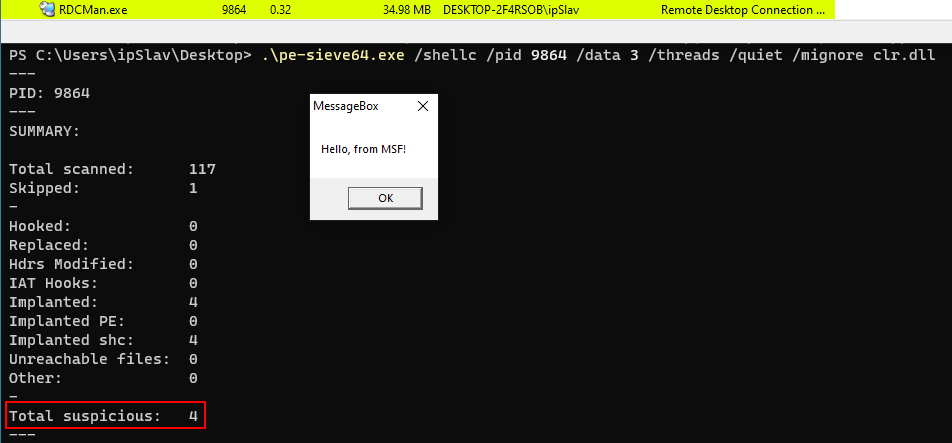 RDCMan.exe 9864 0.32 34.98 MB DESKTOP-2F4RSOB\ipSlav Remote Desktop Connection ...
PS C:\Users\ipSlav\Desktop> .\pe-sieve64.exe /shellc /pid 9864 /data 3 /threads /quiet /mignore clr.dll
---
PID: 9864
---
SUMMARY:
Total scanned: 117
Skipped: 1
-
Hooked: 0
Replaced: 0
Hdrs Modified: 0
IAT Hooks: 0
Implanted: 4
Implanted PE: 0
Implanted shc: 4
Unreachable files: 0
Other: 0
-
Total suspicious: 4
---
MessageBox
Hello, from MSF!
OK